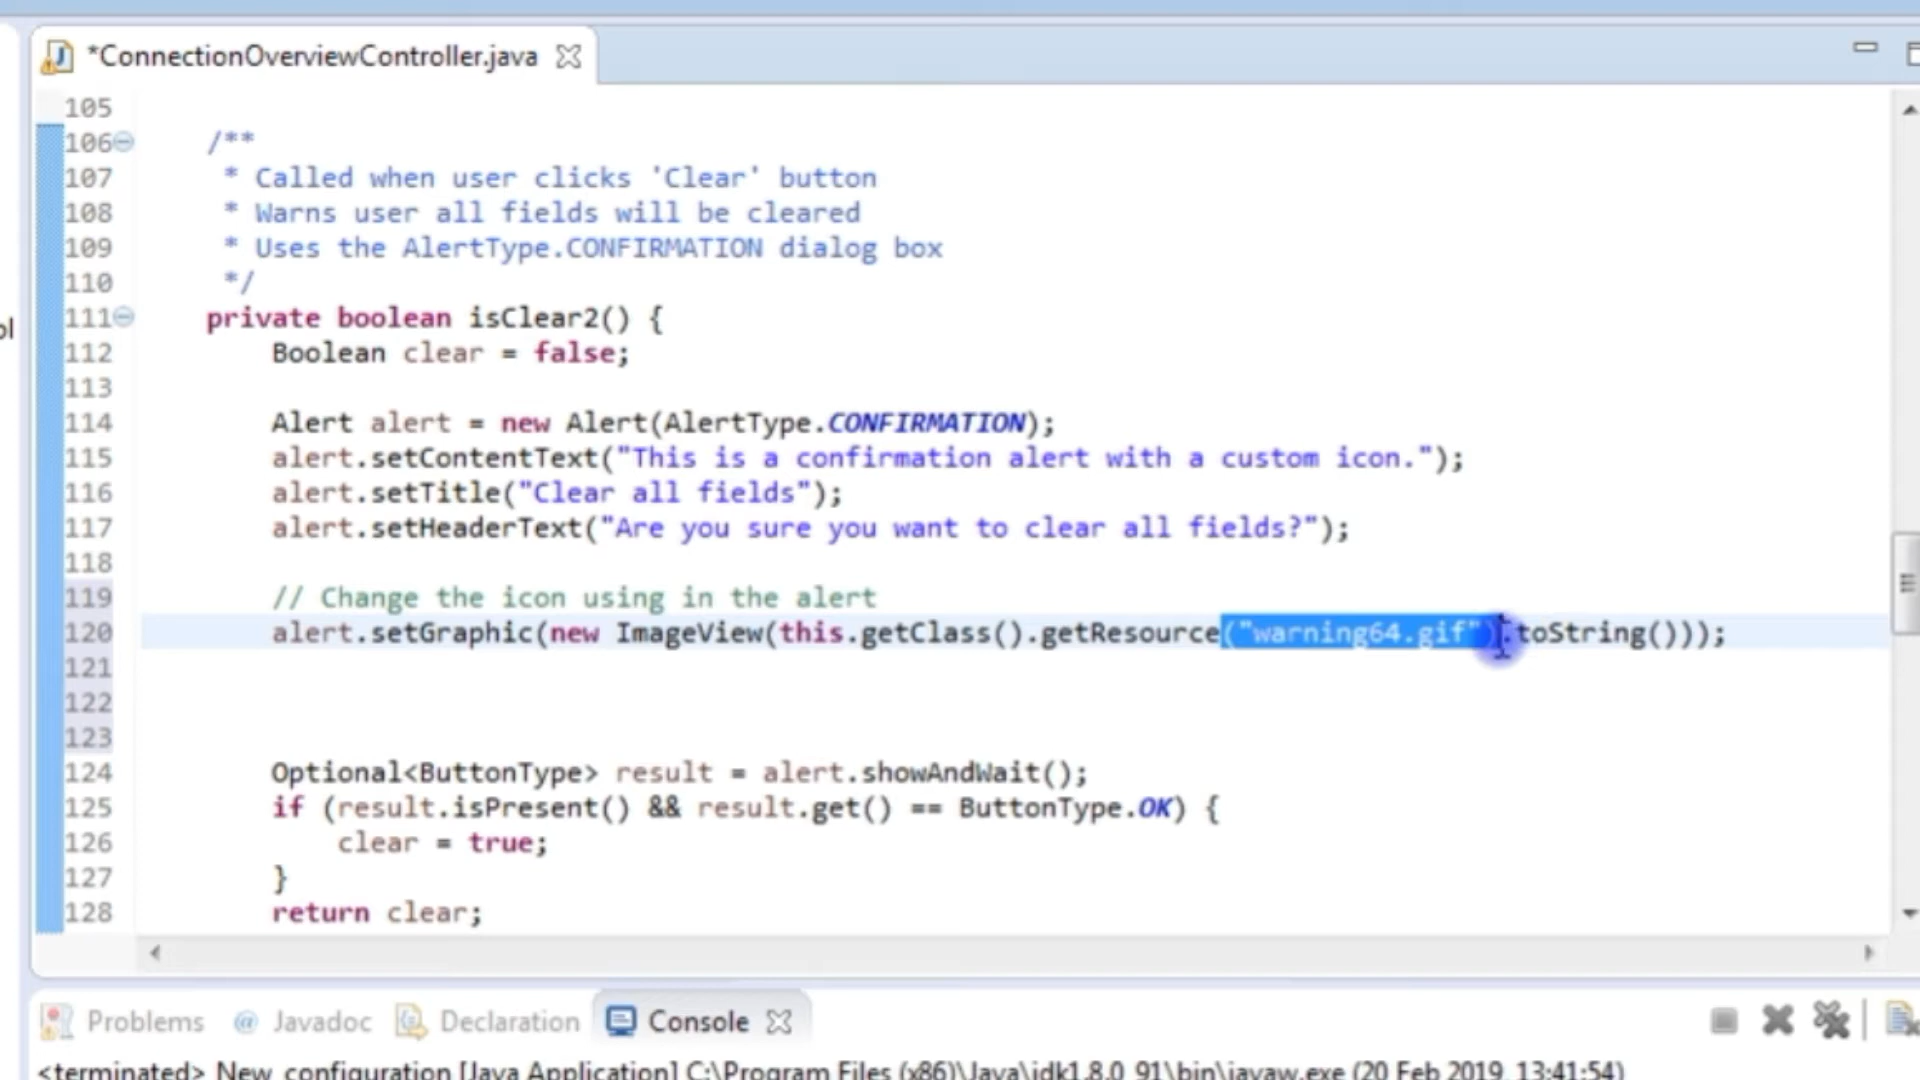 *ConnectionOverviewController.java
105
106 /**
107 * Called when user clicks 'Clear' button
108 * Warns user all fields will be cleared
109 * Uses the AlertType.CONFIRMATION dialog box
110 */
111 private boolean isClear2() {
112 Boolean clear = false;
113
114 Alert alert = new Alert(AlertType.CONFIRMATION);
115 alert.setContentText("This is a confirmation alert with a custom icon.");
116 alert.setTitle("Clear all fields");
117 alert.setHeaderText("Are you sure you want to clear all fields?");
118
119 // Change the icon using in the alert
120 alert.setGraphic(new ImageView(this.getClass().getResource("warning64.gif").toString()));
121
122
123
124 Optional<ButtonType> result = alert.showAndWait();
125 if (result.isPresent() && result.get() == ButtonType.OK) {
126 clear = true;
127 }
128 return clear;
Problems @ Javadoc Declaration Console
<terminated> New_configuration [Java Application] C:\Program Files (x86)\Java\jdk1.8.0_91\bin\javaw.exe (20 Feb 2019, 13:41:54)